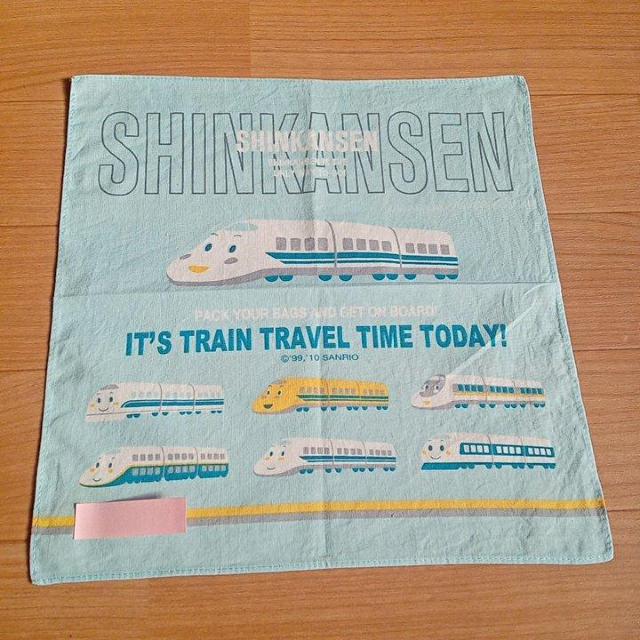 SHINKANSEN
SHINKANSEN
PACK YOUR BAGS AND GET ON BOARD!
IT'S TRAIN TRAVEL TIME TODAY!
©'99,'10 SANRIO